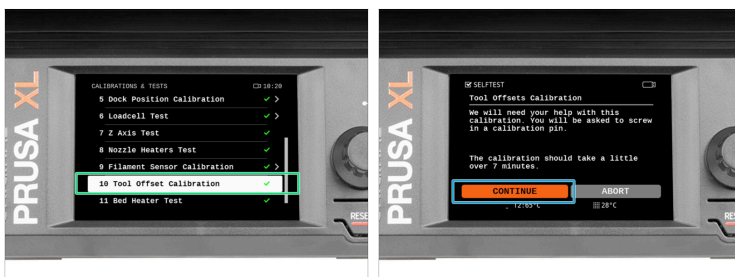 PRUSA XL
CALIBRATIONS & TESTS
10:20
5 Dock Position Calibration
6 Loadcell Test
7 Z Axis Test
8 Nozzle Heaters Test
9 Filament Sensor Calibration
10 Tool Offset Calibration
11 Bed Heater Test
RESE
PRUSA XL
SELFTEST
Tool Offsets Calibration
We will need your help with this
calibration. You will be asked to screw
in a calibration pin.
The calibration should take a little
over 7 minutes.
CONTINUE
ABORT
28°C
RES